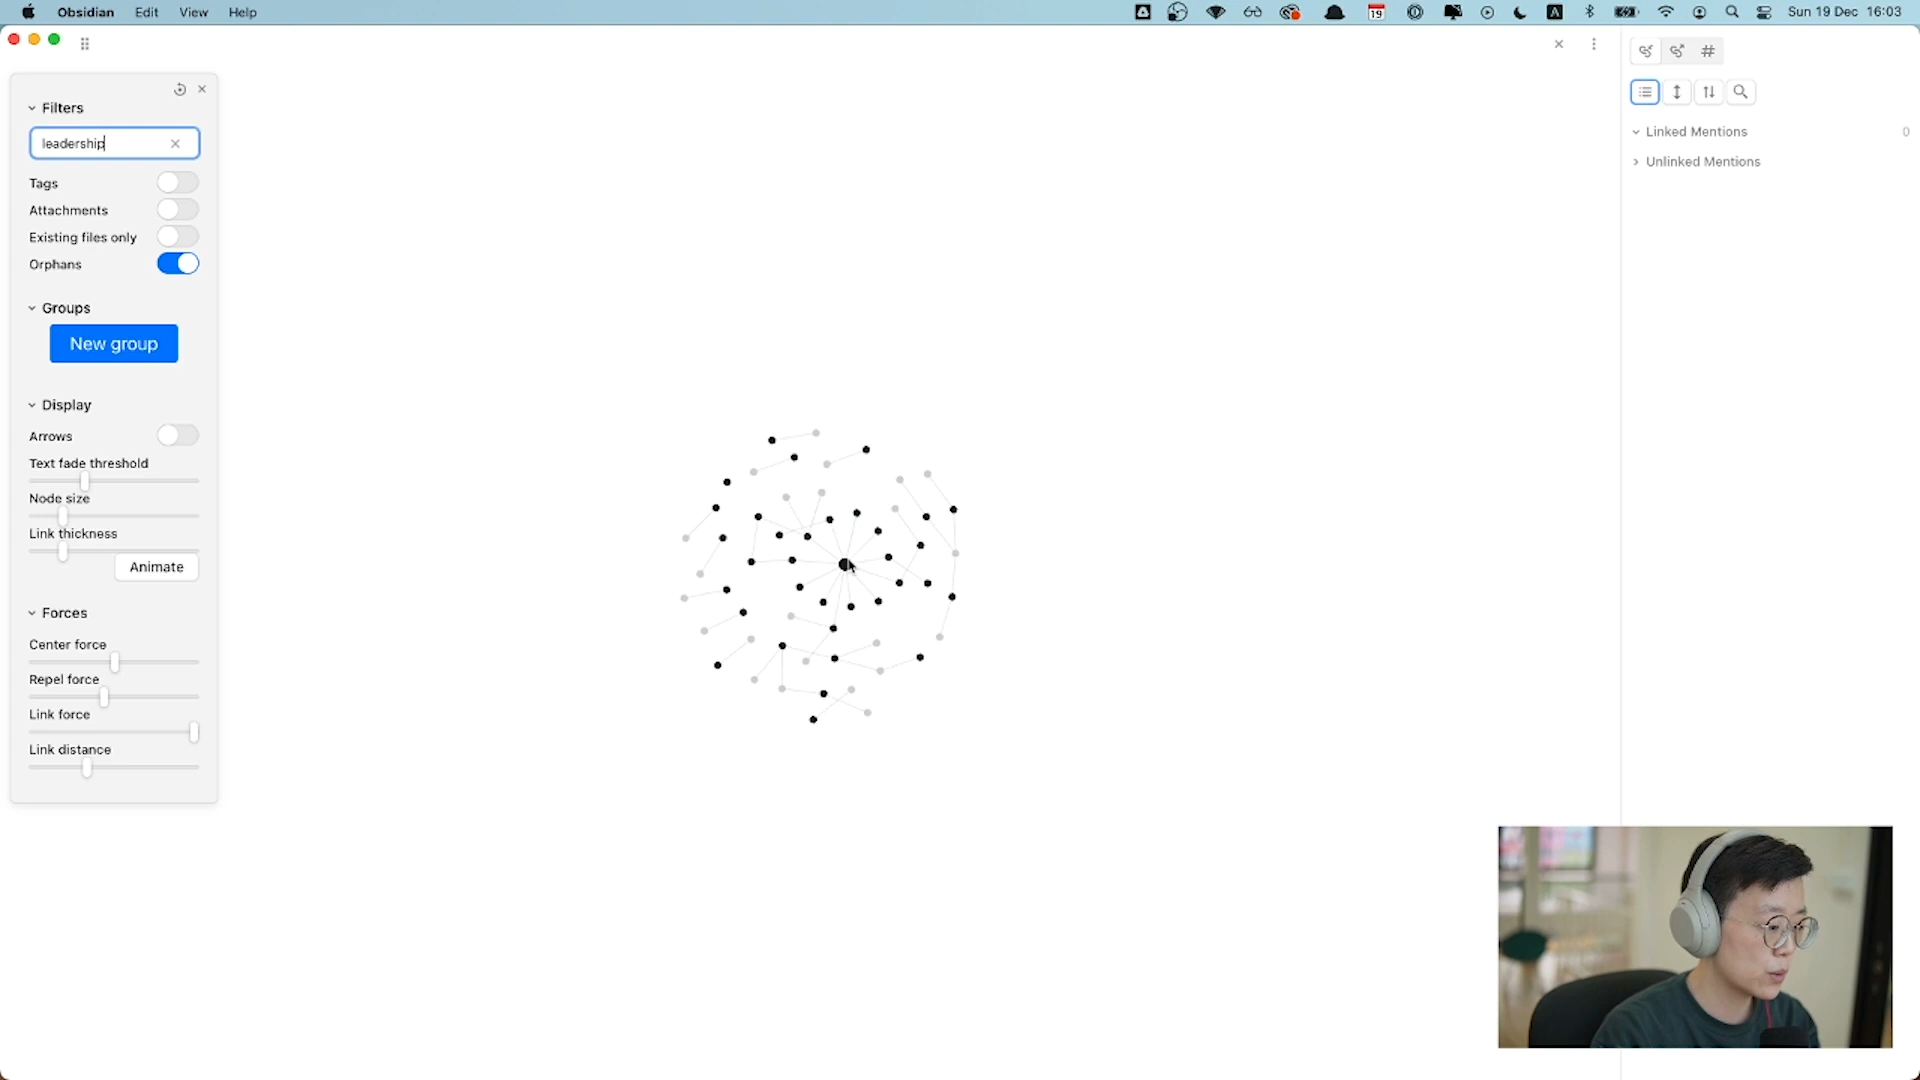 Obsidian Edit View Help 19 A Sun 19 Dec 16:03
Filters
leadership
Tags
Attachments
Existing files only
Orphans
Groups
New group
Display
Arrows
Text fade threshold
Node size
Link thickness
Animate
Forces
Center force
Repel force
Link force
Link distance
#
Linked Mentions 0
Unlinked Mentions